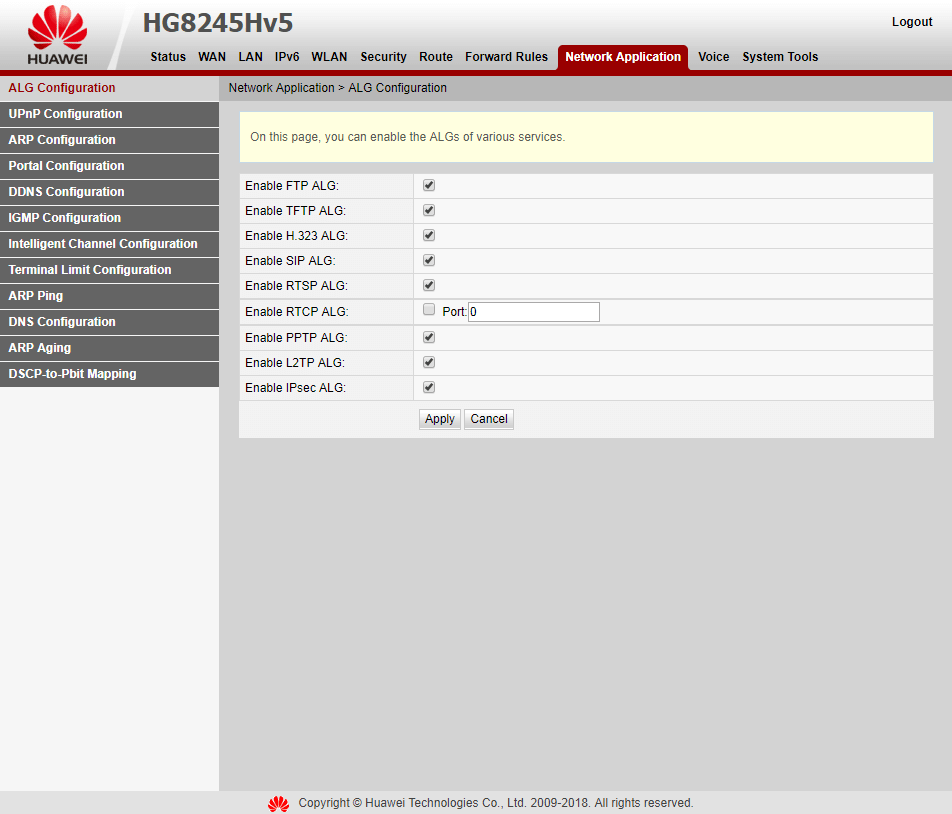 HUAWEI
HG8245Hv5
Logout
Status WAN LAN IPv6 WLAN Security Route Forward Rules Network Application Voice System Tools
ALG Configuration
UPnP Configuration
ARP Configuration
Portal Configuration
DDNS Configuration
IGMP Configuration
Intelligent Channel Configuration
Terminal Limit Configuration
ARP Ping
DNS Configuration
ARP Aging
DSCP-to-Pbit Mapping
Network Application > ALG Configuration
On this page, you can enable the ALGs of various services.
Enable FTP ALG:
Enable TFTP ALG:
Enable H.323 ALG:
Enable SIP ALG:
Enable RTSP ALG:
Enable RTCP ALG: Port: 0
Enable PPTP ALG:
Enable L2TP ALG:
Enable IPsec ALG:
Apply Cancel
Copyright © Huawei Technologies Co., Ltd. 2009-2018. All rights reserved.